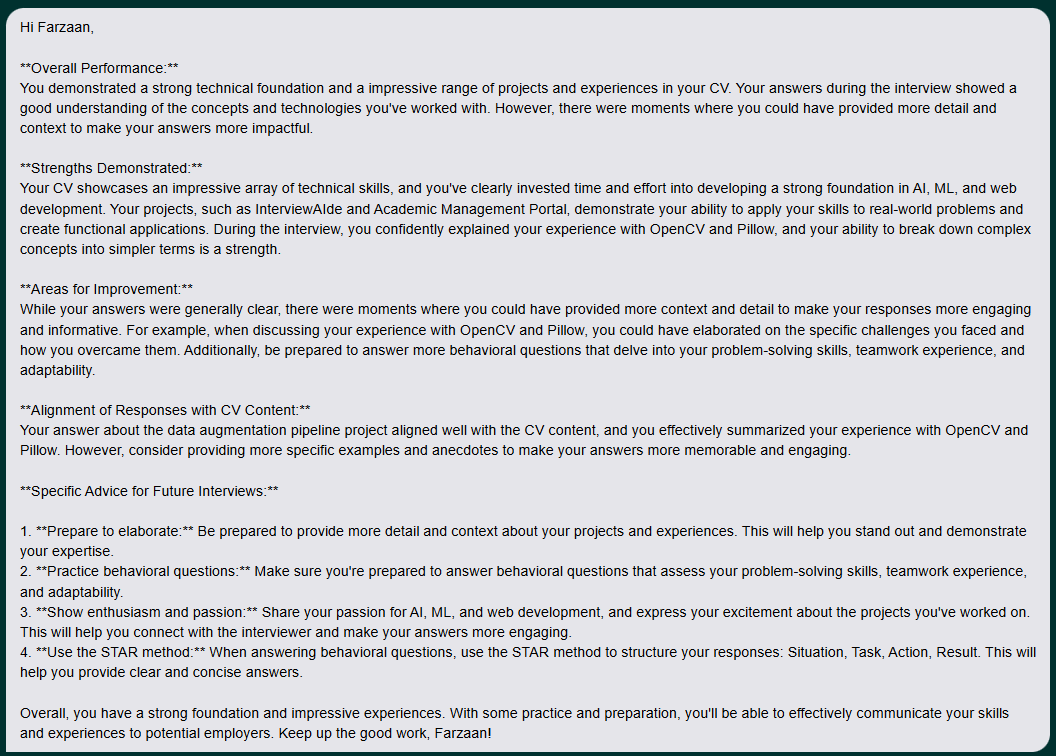 Hi Farzaan,
**Overall Performance:**
You demonstrated a strong technical foundation and a impressive range of projects and experiences in your CV. Your answers during the interview showed a
good understanding of the concepts and technologies you've worked with. However, there were moments where you could have provided more detail and
context to make your answers more impactful.
**Strengths Demonstrated:**
Your CV showcases an impressive array of technical skills, and you've clearly invested time and effort into developing a strong foundation in AI, ML, and web
development. Your projects, such as InterviewAIde and Academic Management Portal, demonstrate your ability to apply your skills to real-world problems and
create functional applications. During the interview, you confidently explained your experience with OpenCV and Pillow, and your ability to break down complex
concepts into simpler terms is a strength.
**Areas for Improvement:**
While your answers were generally clear, there were moments where you could have provided more context and detail to make your responses more engaging
and informative. For example, when discussing your experience with OpenCV and Pillow, you could have elaborated on the specific challenges you faced and
how you overcame them. Additionally, be prepared to answer more behavioral questions that delve into your problem-solving skills, teamwork experience, and
adaptability.
**Alignment of Responses with CV Content:**
Your answer about the data augmentation pipeline project aligned well with the CV content, and you effectively summarized your experience with OpenCV and
Pillow. However, consider providing more specific examples and anecdotes to make your answers more memorable and engaging.
**Specific Advice for Future Interviews:**
1. **Prepare to elaborate:** Be prepared to provide more detail and context about your projects and experiences. This will help you stand out and demonstrate
your expertise.
2. **Practice behavioral questions:** Make sure you're prepared to answer behavioral questions that assess your problem-solving skills, teamwork experience,
and adaptability.
3. **Show enthusiasm and passion:** Share your passion for AI, ML, and web development, and express your excitement about the projects you've worked on.
This will help you connect with the interviewer and make your answers more engaging.
4. **Use the STAR method:** When answering behavioral questions, use the STAR method to structure your responses: Situation, Task, Action, Result. This will
help you provide clear and concise answers.
Overall, you have a strong foundation and impressive experiences. With some practice and preparation, you'll be able to effectively communicate your skills
and experiences to potential employers. Keep up the good work, Farzaan!